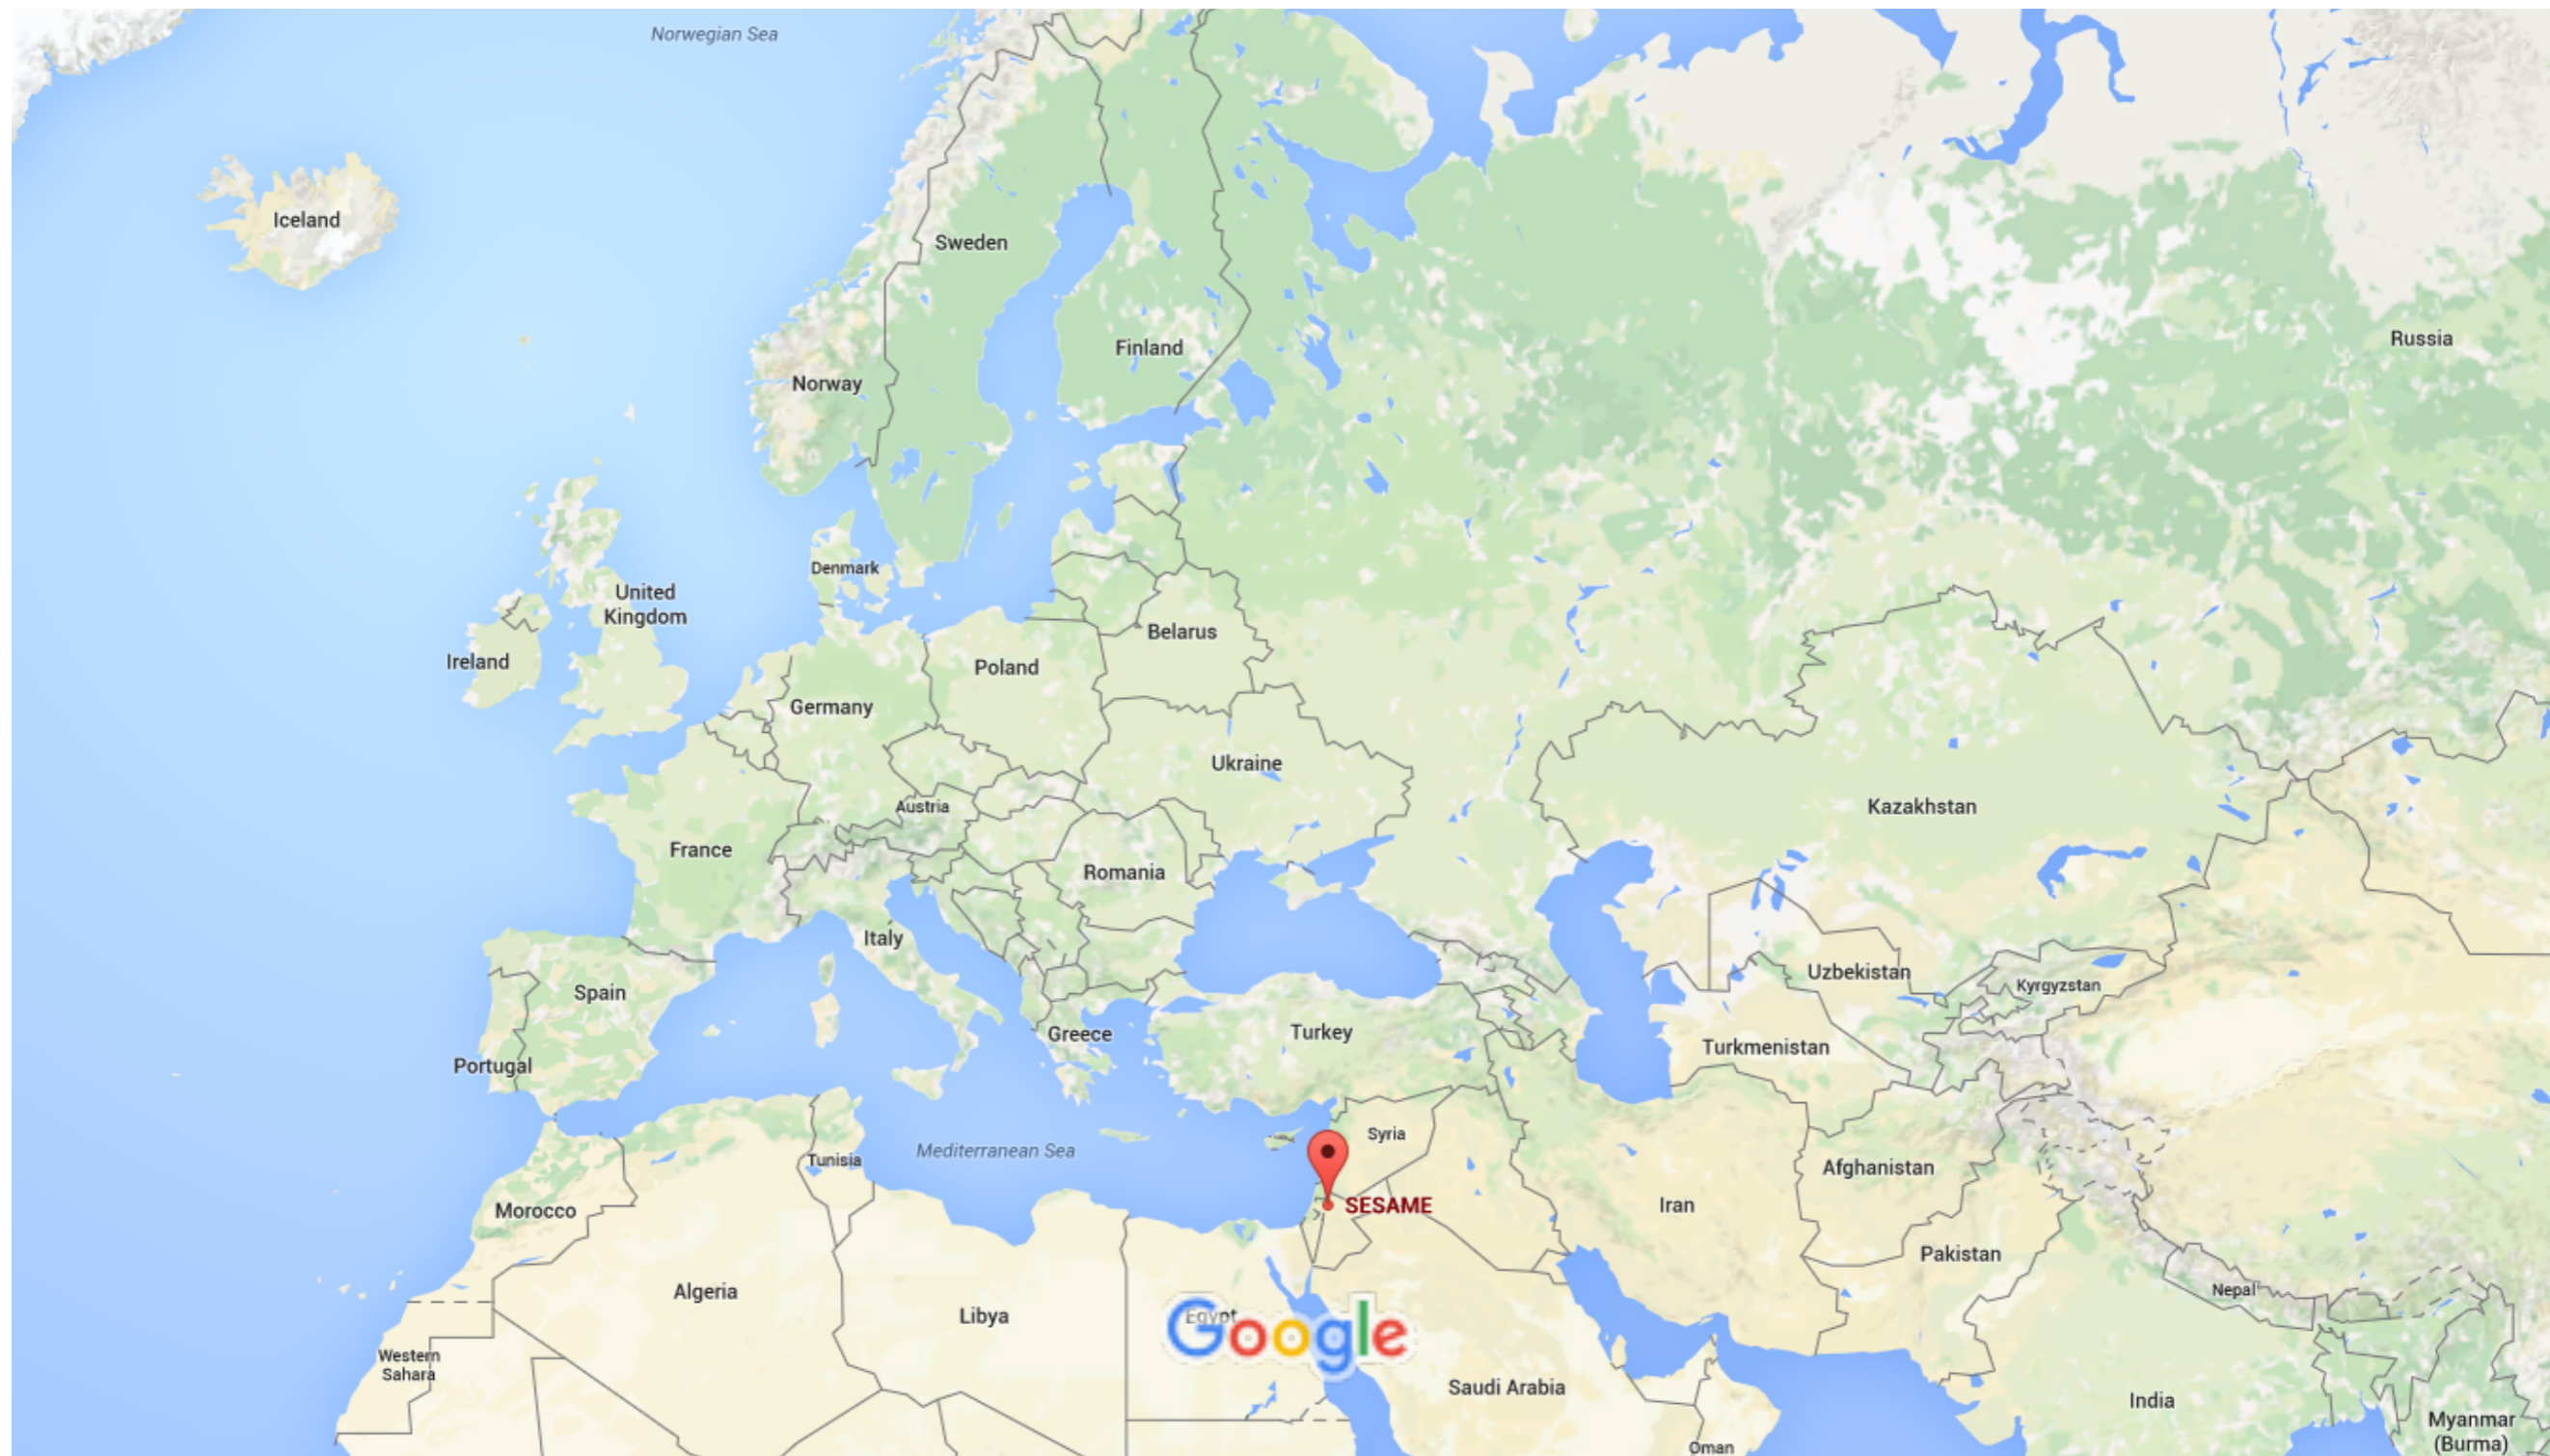 Norwegian Sea
Iceland
Sweden
Finland
Russia
Norway
Denmark
United
Kingdom
Belarus
Ireland
Poland
Germany
Ukraine
Austria
Kazakhstan
France
Romania
Italy
Uzbekistan
Kyrgyzstan
Spain
Greece
Turkey
Turkmenistan
Portugal
Syria
Mediterranean Sea
Tunisia
Afghanistan
Morocco
SESAME
Iran
Pakistan
Algeria
Nepal
Libya
Egypt
Google
Western
Sahara
Saudi Arabia
India
Myanmar
(Burma)
Oman